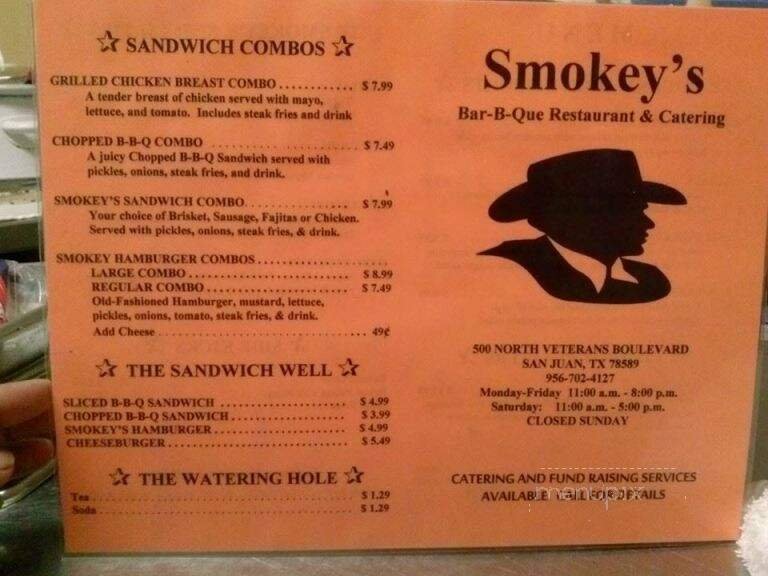 ☆ SANDWICH COMBOS ☆
GRILLED CHICKEN BREAST COMBO ............ $ 7.99
A tender breast of chicken served with mayo,
lettuce, and tomato. Includes steak fries and drink
CHOPPED B-B-Q COMBO .......................... $ 7.49
A juicy Chopped B-B-Q Sandwich served with
pickles, onions, steak fries, and drink.
SMOKEY'S SANDWICH COMBO................... $ 7.99
Your choice of Brisket, Sausage, Fajitas or Chicken.
Served with pickles, onions, steak fries, & drink.
SMOKEY HAMBURGER COMBOS....................
LARGE COMBO .............................. $ 8.99
REGULAR COMBO ........................... $ 7.49
Old-Fashioned Hamburger, mustard, lettuce,
pickles, onions, tomato, steak fries, & drink.
Add Cheese ..................................... 49¢
☆ THE SANDWICH WELL ☆
SLICED B-B-Q SANDWICH ...................... $ 4.99
CHOPPED B-B-Q SANDWICH.................... $ 3.99
SMOKEY'S HAMBURGER ........................ $ 4.99
CHEESEBURGER ................................ $ 5.49
☆ THE WATERING HOLE ☆
Tea ............................................. $ 1.29
Soda ............................................ $ 1.29
Smokey's
Bar-B-Que Restaurant & Catering
500 NORTH VETERANS BOULEVARD
SAN JUAN, TX 78589
956-702-4127
Monday-Friday 11:00 a.m. - 8:00 p.m.
Saturday: 11:00 a.m. - 5:00 p.m.
CLOSED SUNDAY
CATERING AND FUND RAISING SERVICES
AVAILABLE CALL FOR DETAILS
menupix